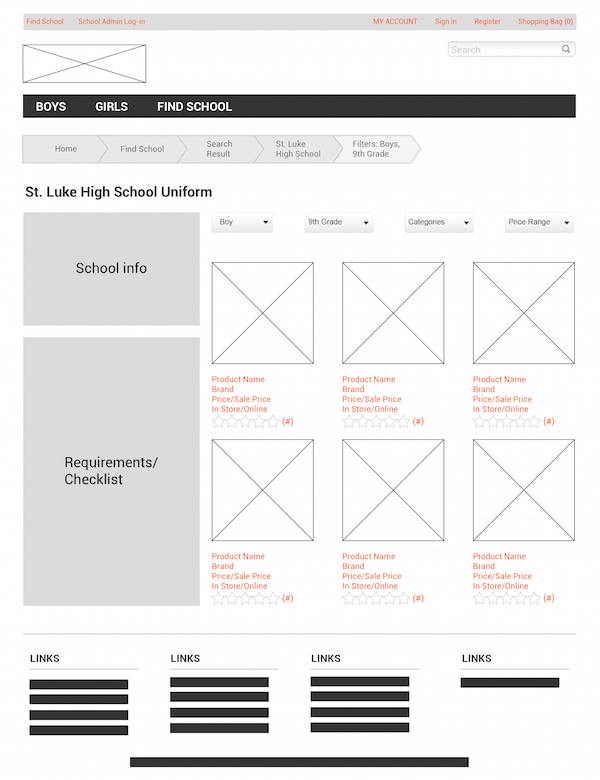 Find School School Admin Log-in MY ACCOUNT Sign in Register Shopping Bag (0)
Search
BOYS GIRLS FIND SCHOOL
Home
Find School
Search
Result
St. Luke
High School
Filters: Boys,
9th Grade
St. Luke High School Uniform
School info
Requirements/
Checklist
Boy 9th Grade Categories Price Range
Product Name
Brand
Price/Sale Price
In Store/Online
(#)
Product Name
Brand
Price/Sale Price
In Store/Online
(#)
Product Name
Brand
Price/Sale Price
In Store/Online
(#)
Product Name
Brand
Price/Sale Price
In Store/Online
(#)
Product Name
Brand
Price/Sale Price
In Store/Online
(#)
Product Name
Brand
Price/Sale Price
In Store/Online
(#)
LINKS LINKS LINKS LINKS